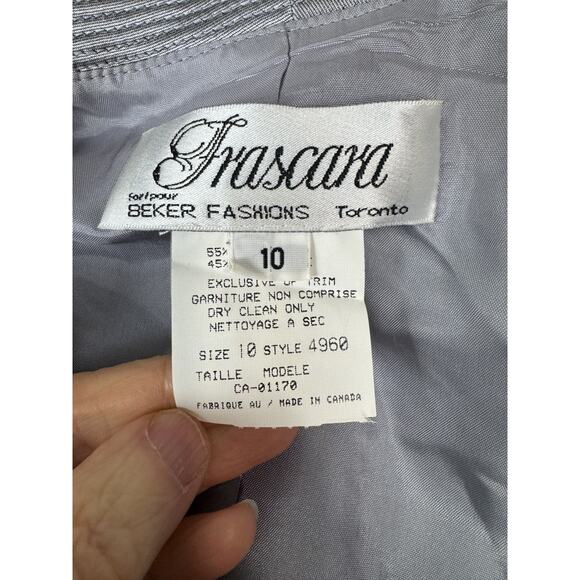 Frascara
for/pour
BEKER FASHIONS Toronto
10
55%
45%
EXCLUSIVE OF TRIM
GARNITURE NON COMPRISE
DRY CLEAN ONLY
NETTOYAGE A SEC
SIZE 10 STYLE 4960
TAILLE MODELE
CA-01170
FABRIQUE AU / MADE IN CANADA